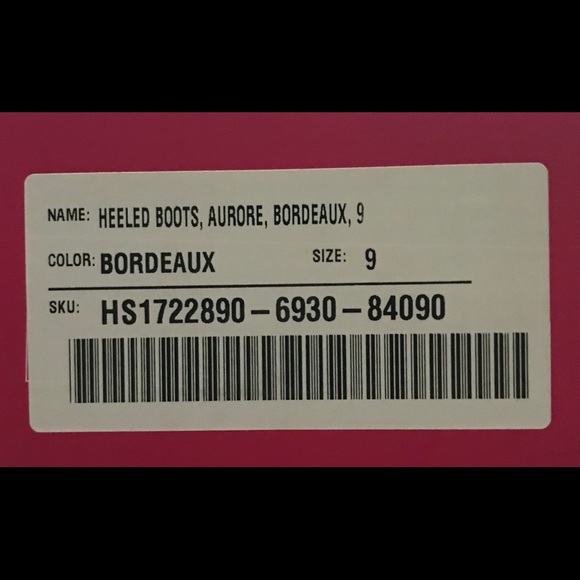 NAME: HEELED BOOTS, AURORE, BORDEAUX, 9
COLOR: BORDEAUX SIZE: 9
SKU: HS1722890-6930-84090